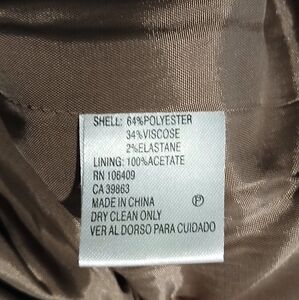 SHELL: 64%POLYESTER
34%VISCOSE
2%ELASTANE
LINING: 100%ACETATE
RN 106409
CA 39863
MADE IN CHINA
DRY CLEAN ONLY
VER AL DORSO PARA CUIDADO
P